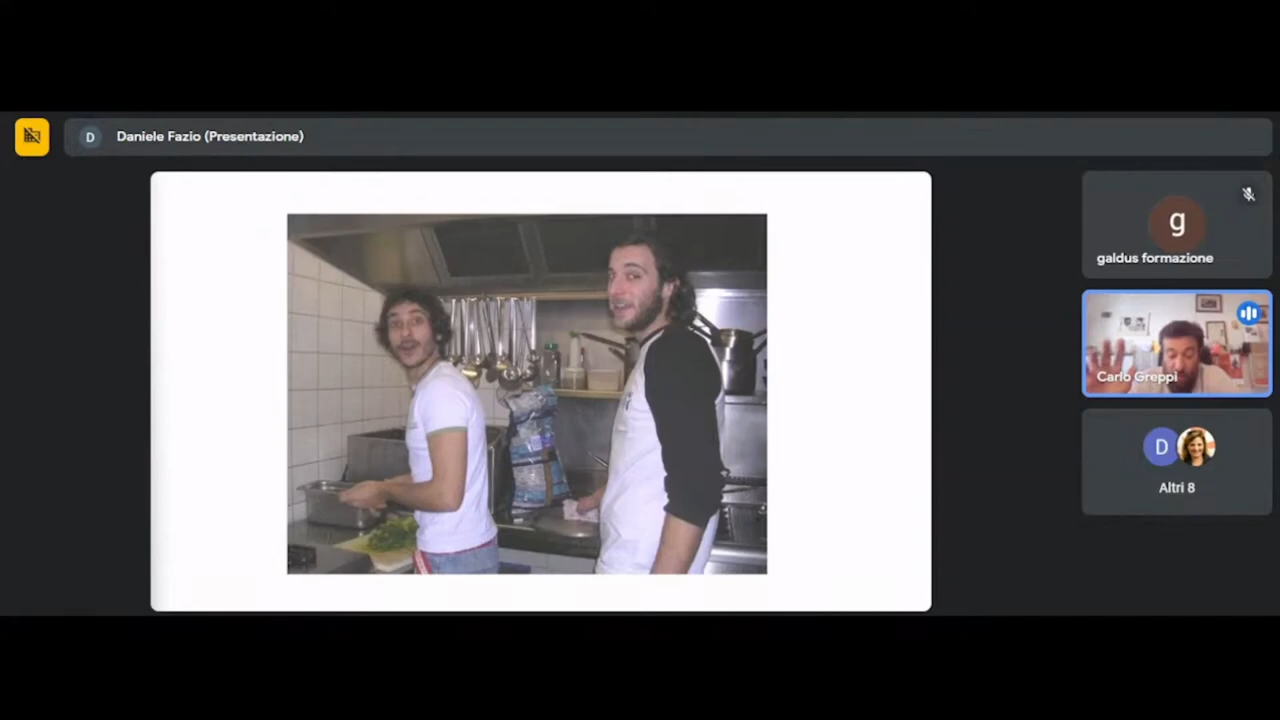 D Daniele Fazio (Presentazione)
g
galdus formazione
Carlo Greppi
D
Altri 8